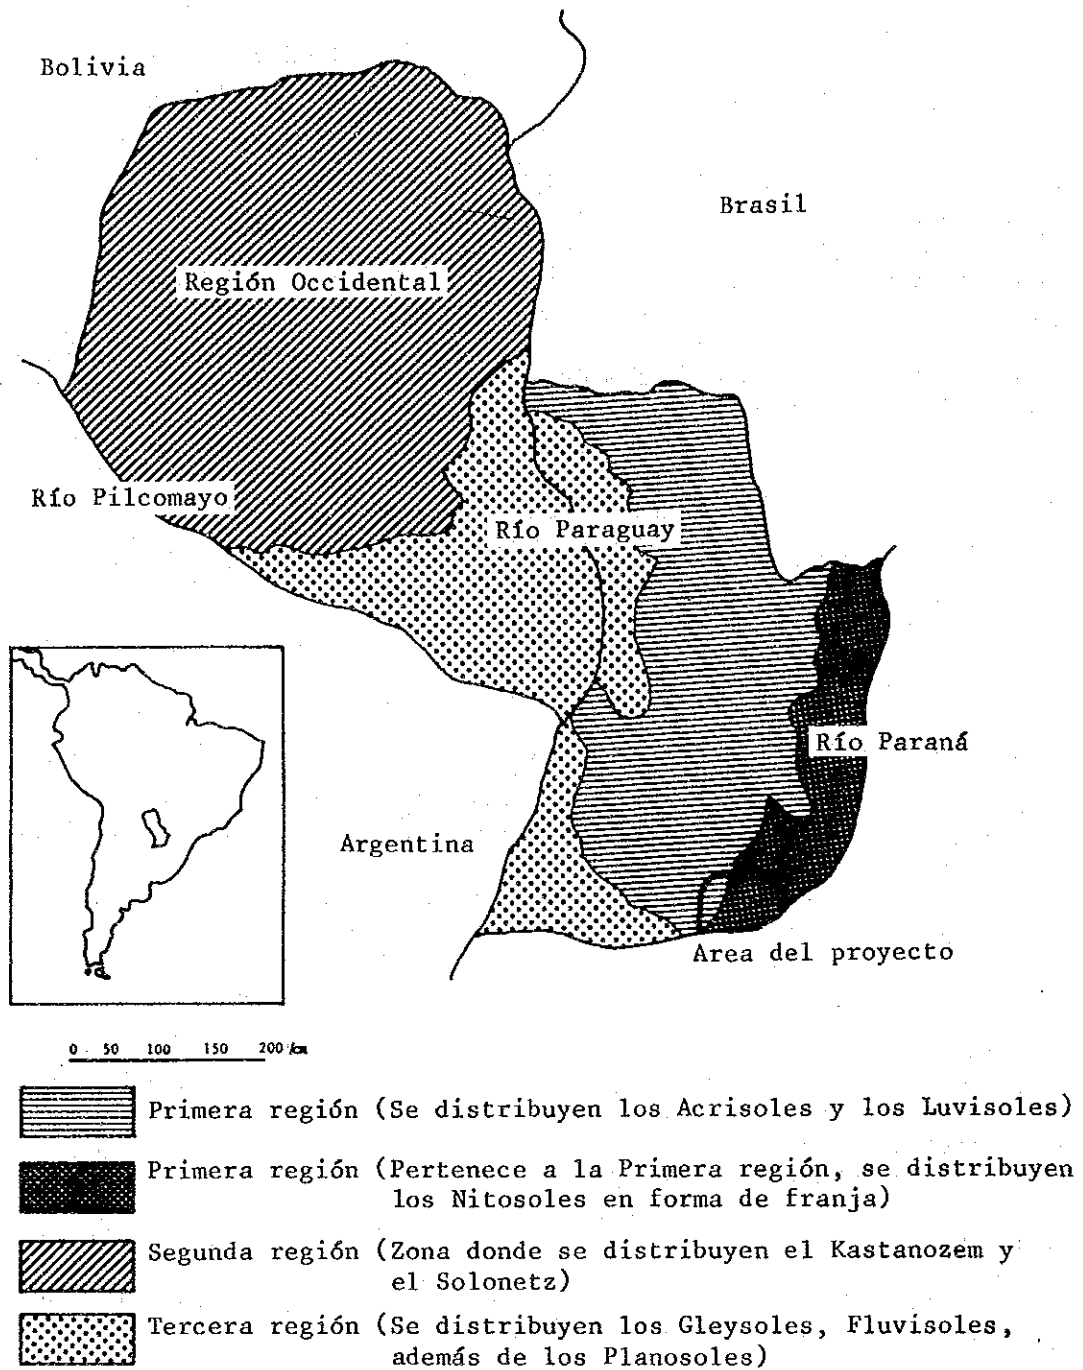 Bolivia
Brasil
Región Occidental
Río Pilcomayo
Río Paraguay
Río Paraná
Argentina
Area del proyecto
0 50 100 150 200 km
Primera región (Se distribuyen los Acrisoles y los Luvisoles)
Primera región (Pertenece a la Primera región, se distribuyen
los Nitosoles en forma de franja)
Segunda región (Zona donde se distribuyen el Kastanozem y
el Solonetz)
Tercera región (Se distribuyen los Gleysoles, Fluvisoles,
además de los Planosoles)